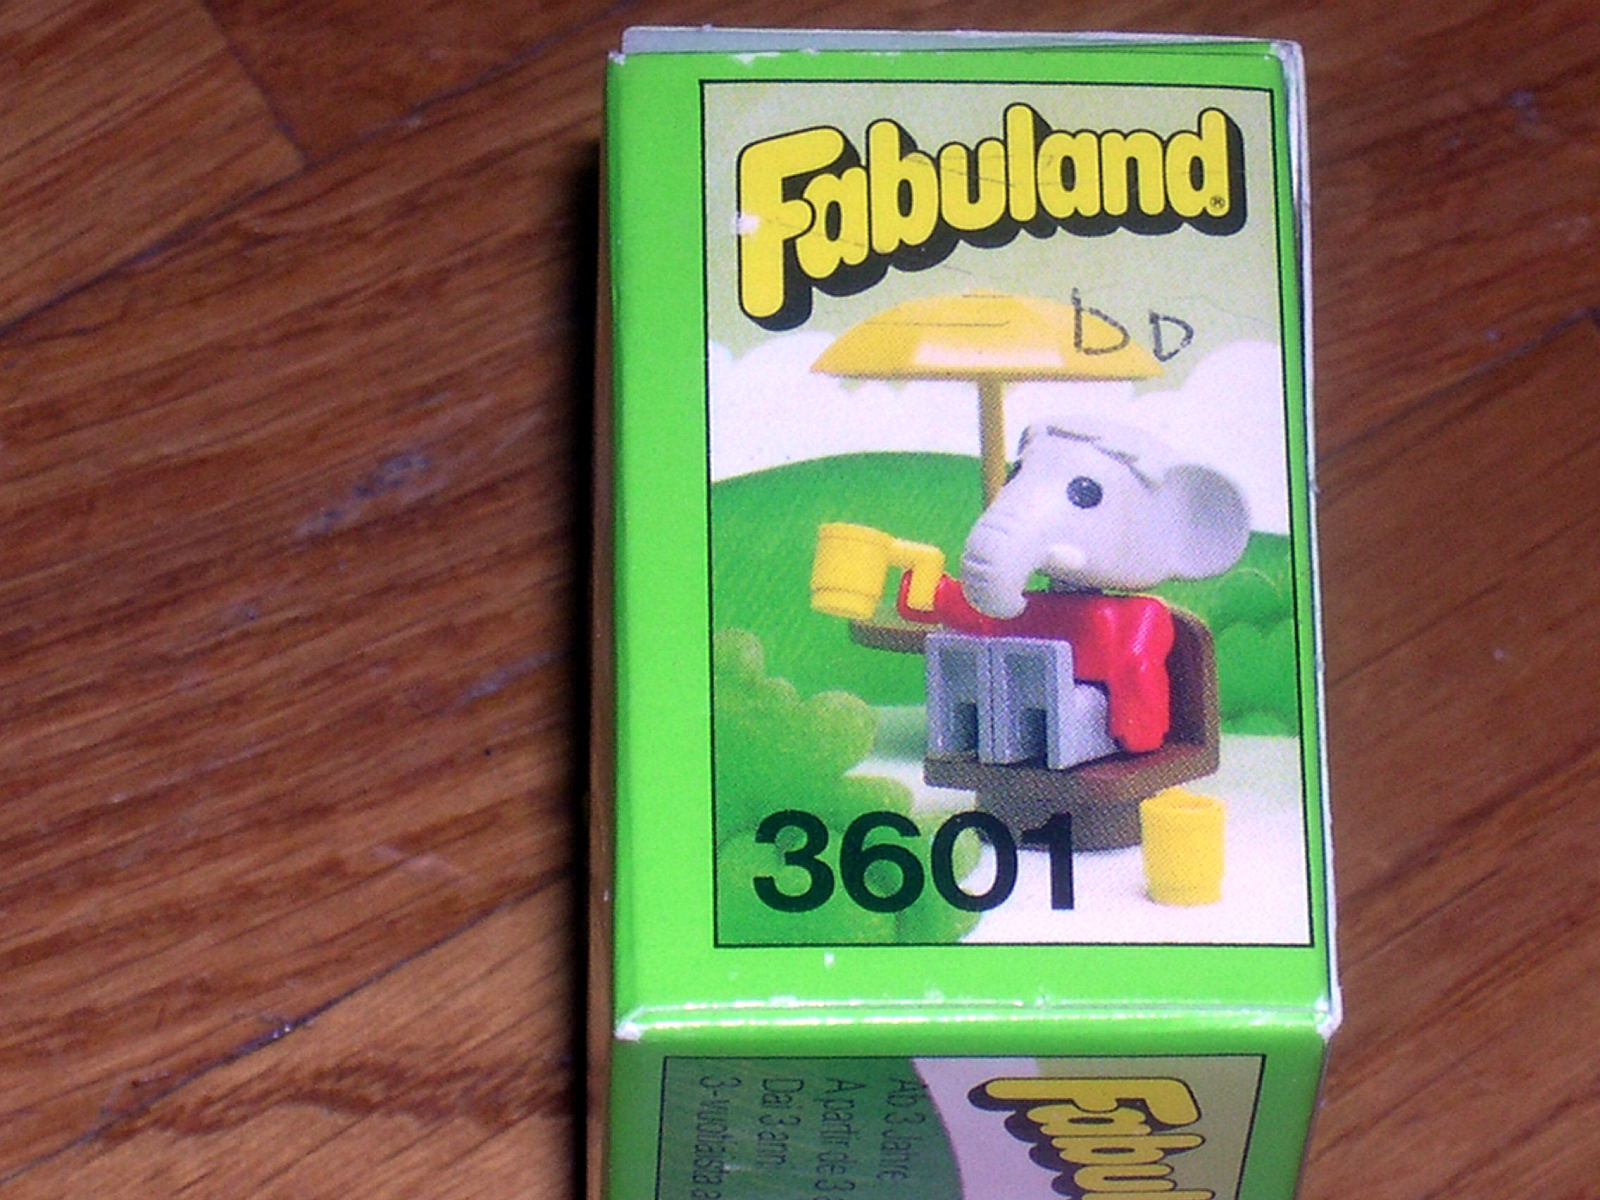 Fabuland®
DD
3601
Ab 3 Jahre
A partir de 3
Dai 3 anni
3-vuotiaista
Fabul